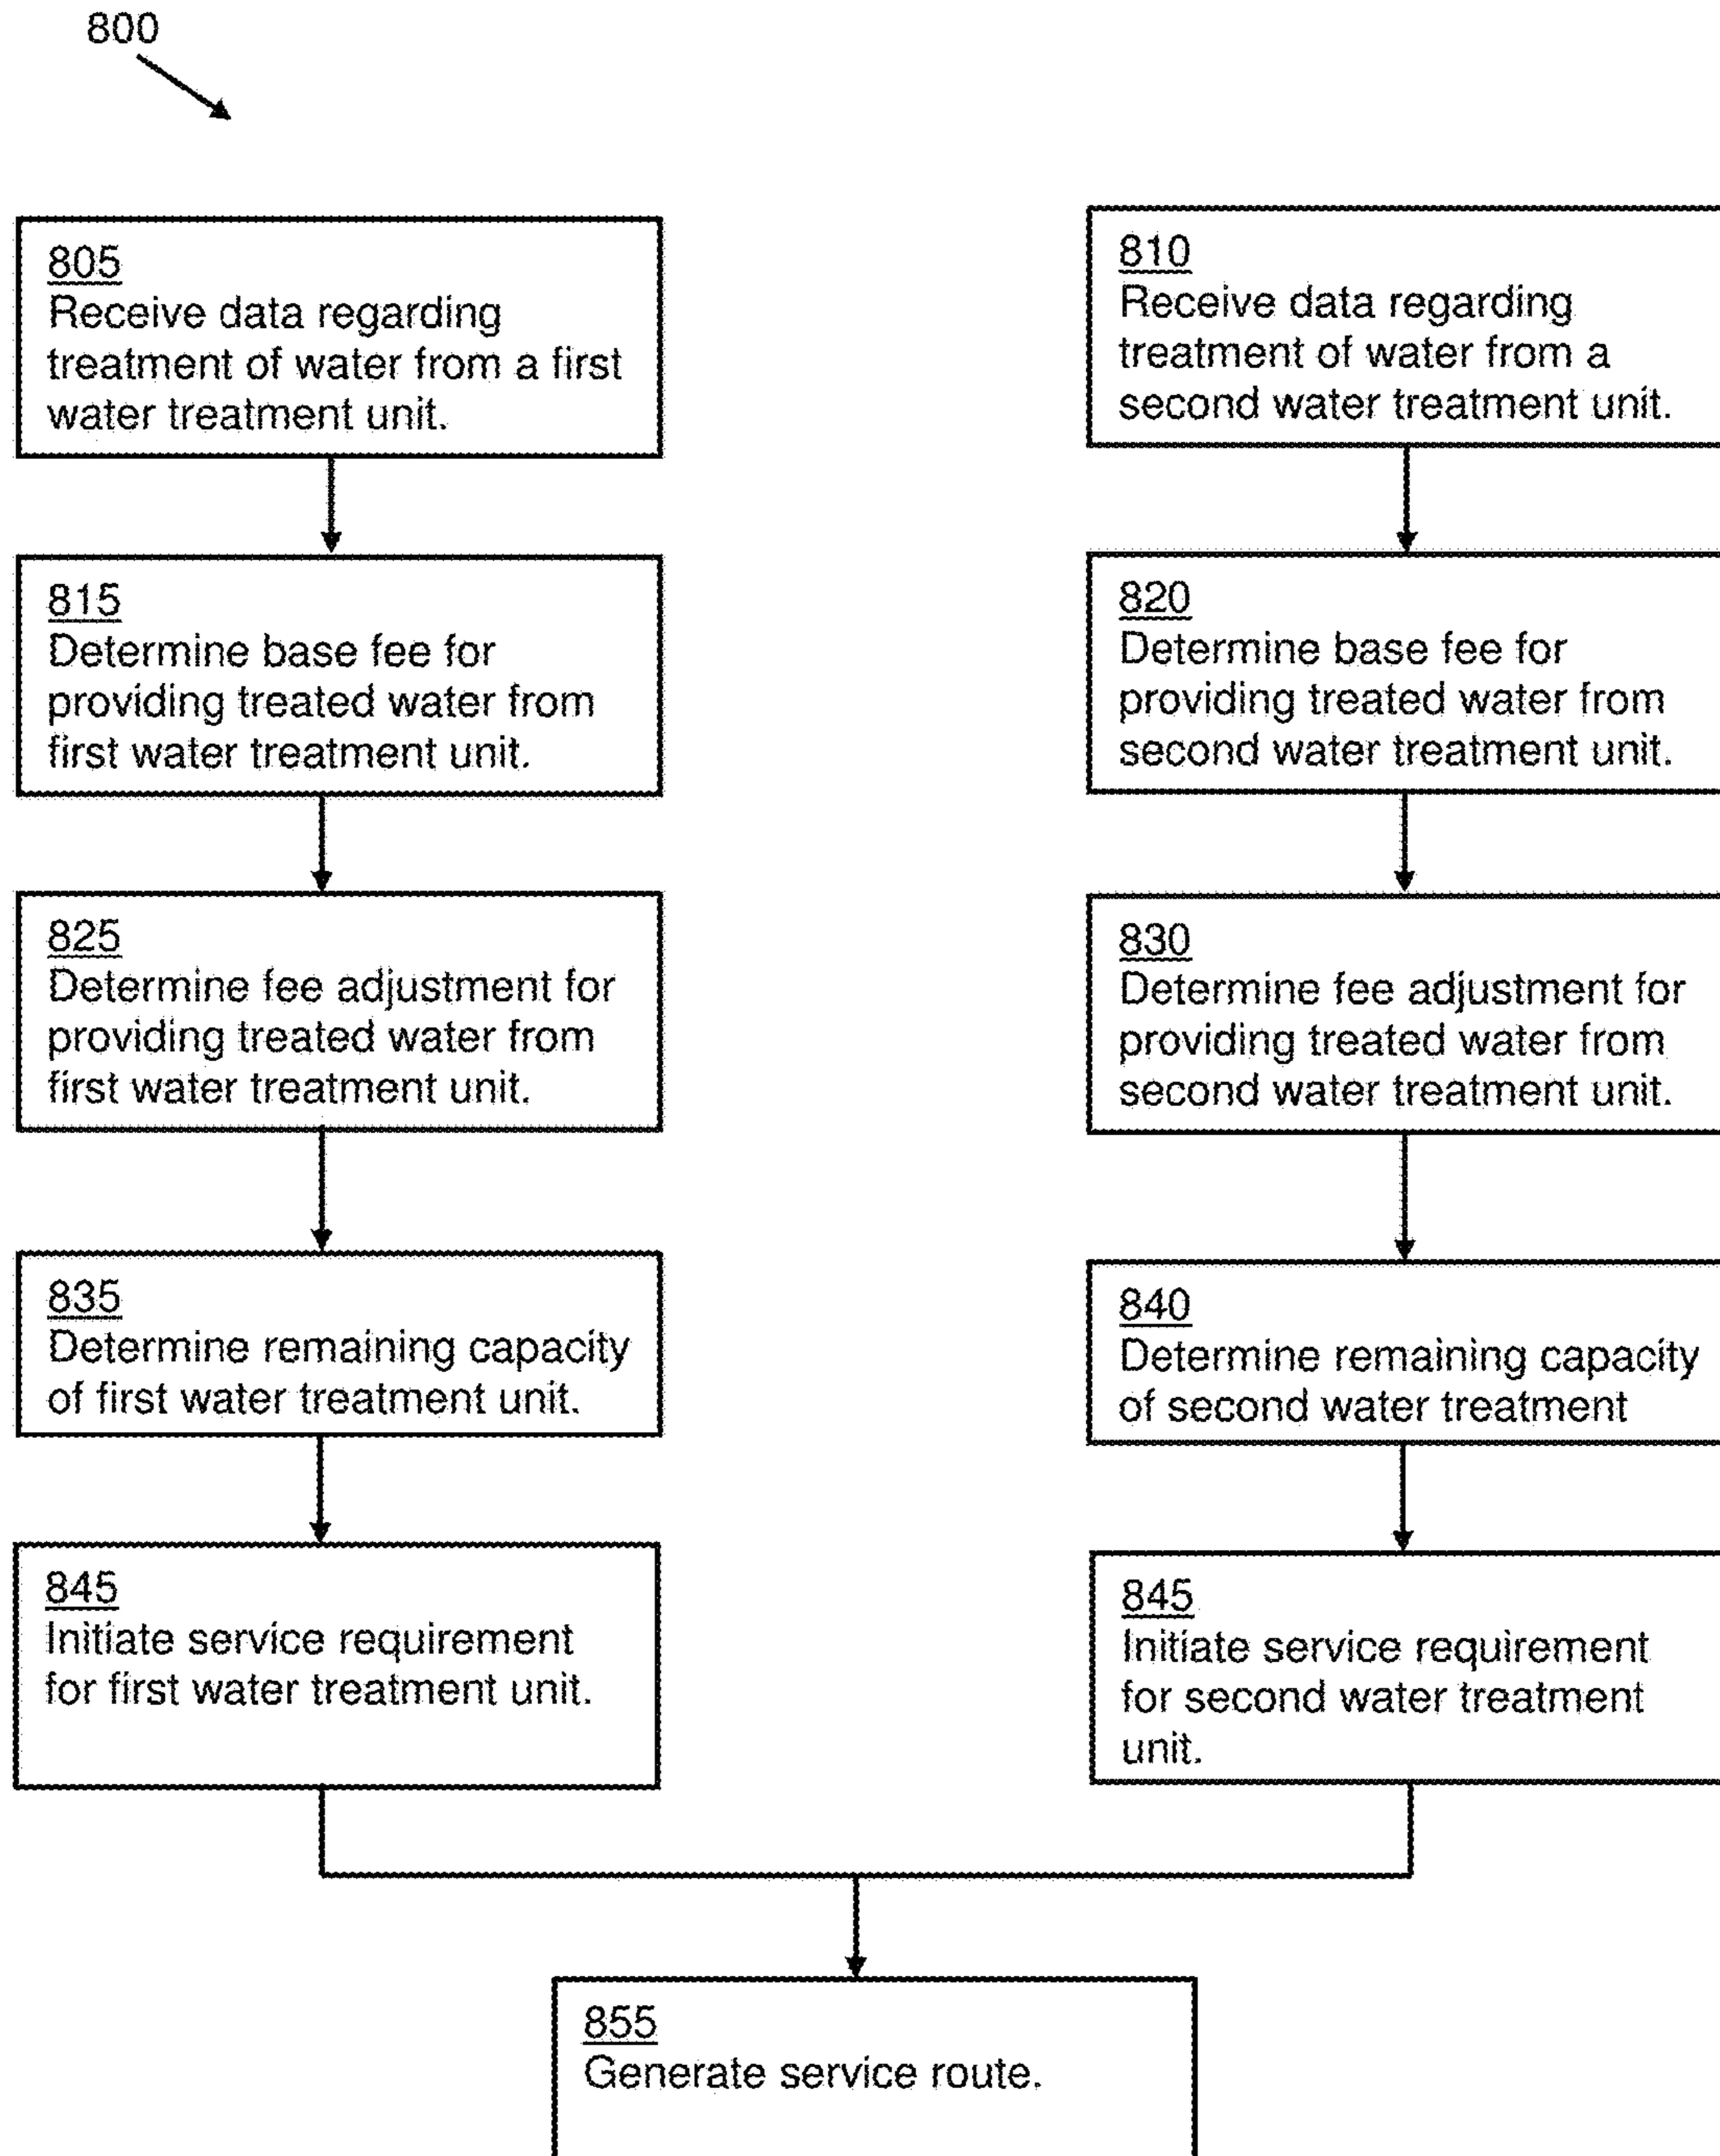 800
805
Receive data regarding
treatment of water from a first
water treatment unit.
810
Receive data regarding
treatment of water from a
second water treatment unit.
815
Determine base fee for
providing treated water from
first water treatment unit.
820
Determine base fee for
providing treated water from
second water treatment unit.
825
Determine fee adjustment for
providing treated water from
first water treatment unit.
830
Determine fee adjustment for
providing treated water from
second water treatment unit.
835
Determine remaining capacity
of first water treatment unit.
840
Determine remaining capacity
of second water treatment
845
Initiate service requirement
for first water treatment unit.
845
Initiate service requirement
for second water treatment
unit.
855
Generate service route.